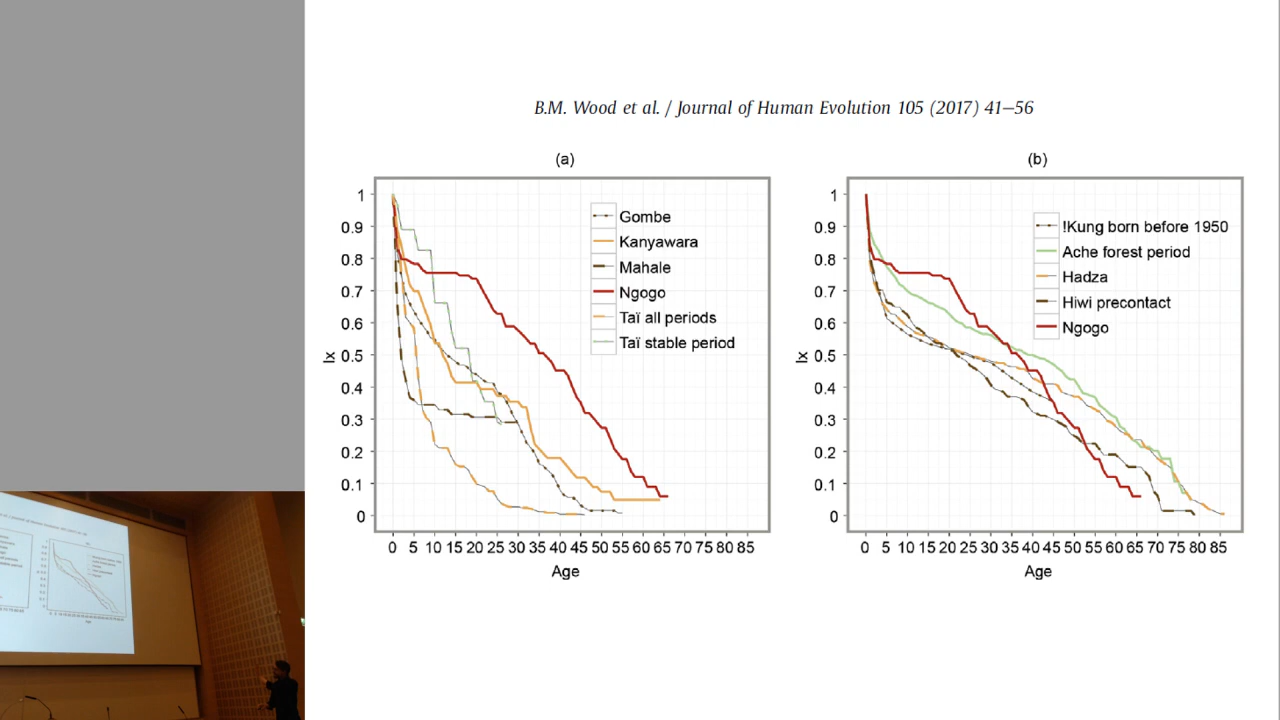 B.M. Wood et al. / Journal of Human Evolution 105 (2017) 41–56
(a)
1
0.9
0.8
0.7
0.6
0.5
0.4
0.3
0.2
0.1
0
lx
Gombe
Kanyawara
Mahale
Ngogo
Taï all periods
Taï stable period
0 5 10 15 20 25 30 35 40 45 50 55 60 65 70 75 80 85
Age
(b)
1
0.9
0.8
0.7
0.6
0.5
0.4
0.3
0.2
0.1
0
lx
!Kung born before 1950
Ache forest period
Hadza
Hiwi precontact
Ngogo
0 5 10 15 20 25 30 35 40 45 50 55 60 65 70 75 80 85
Age